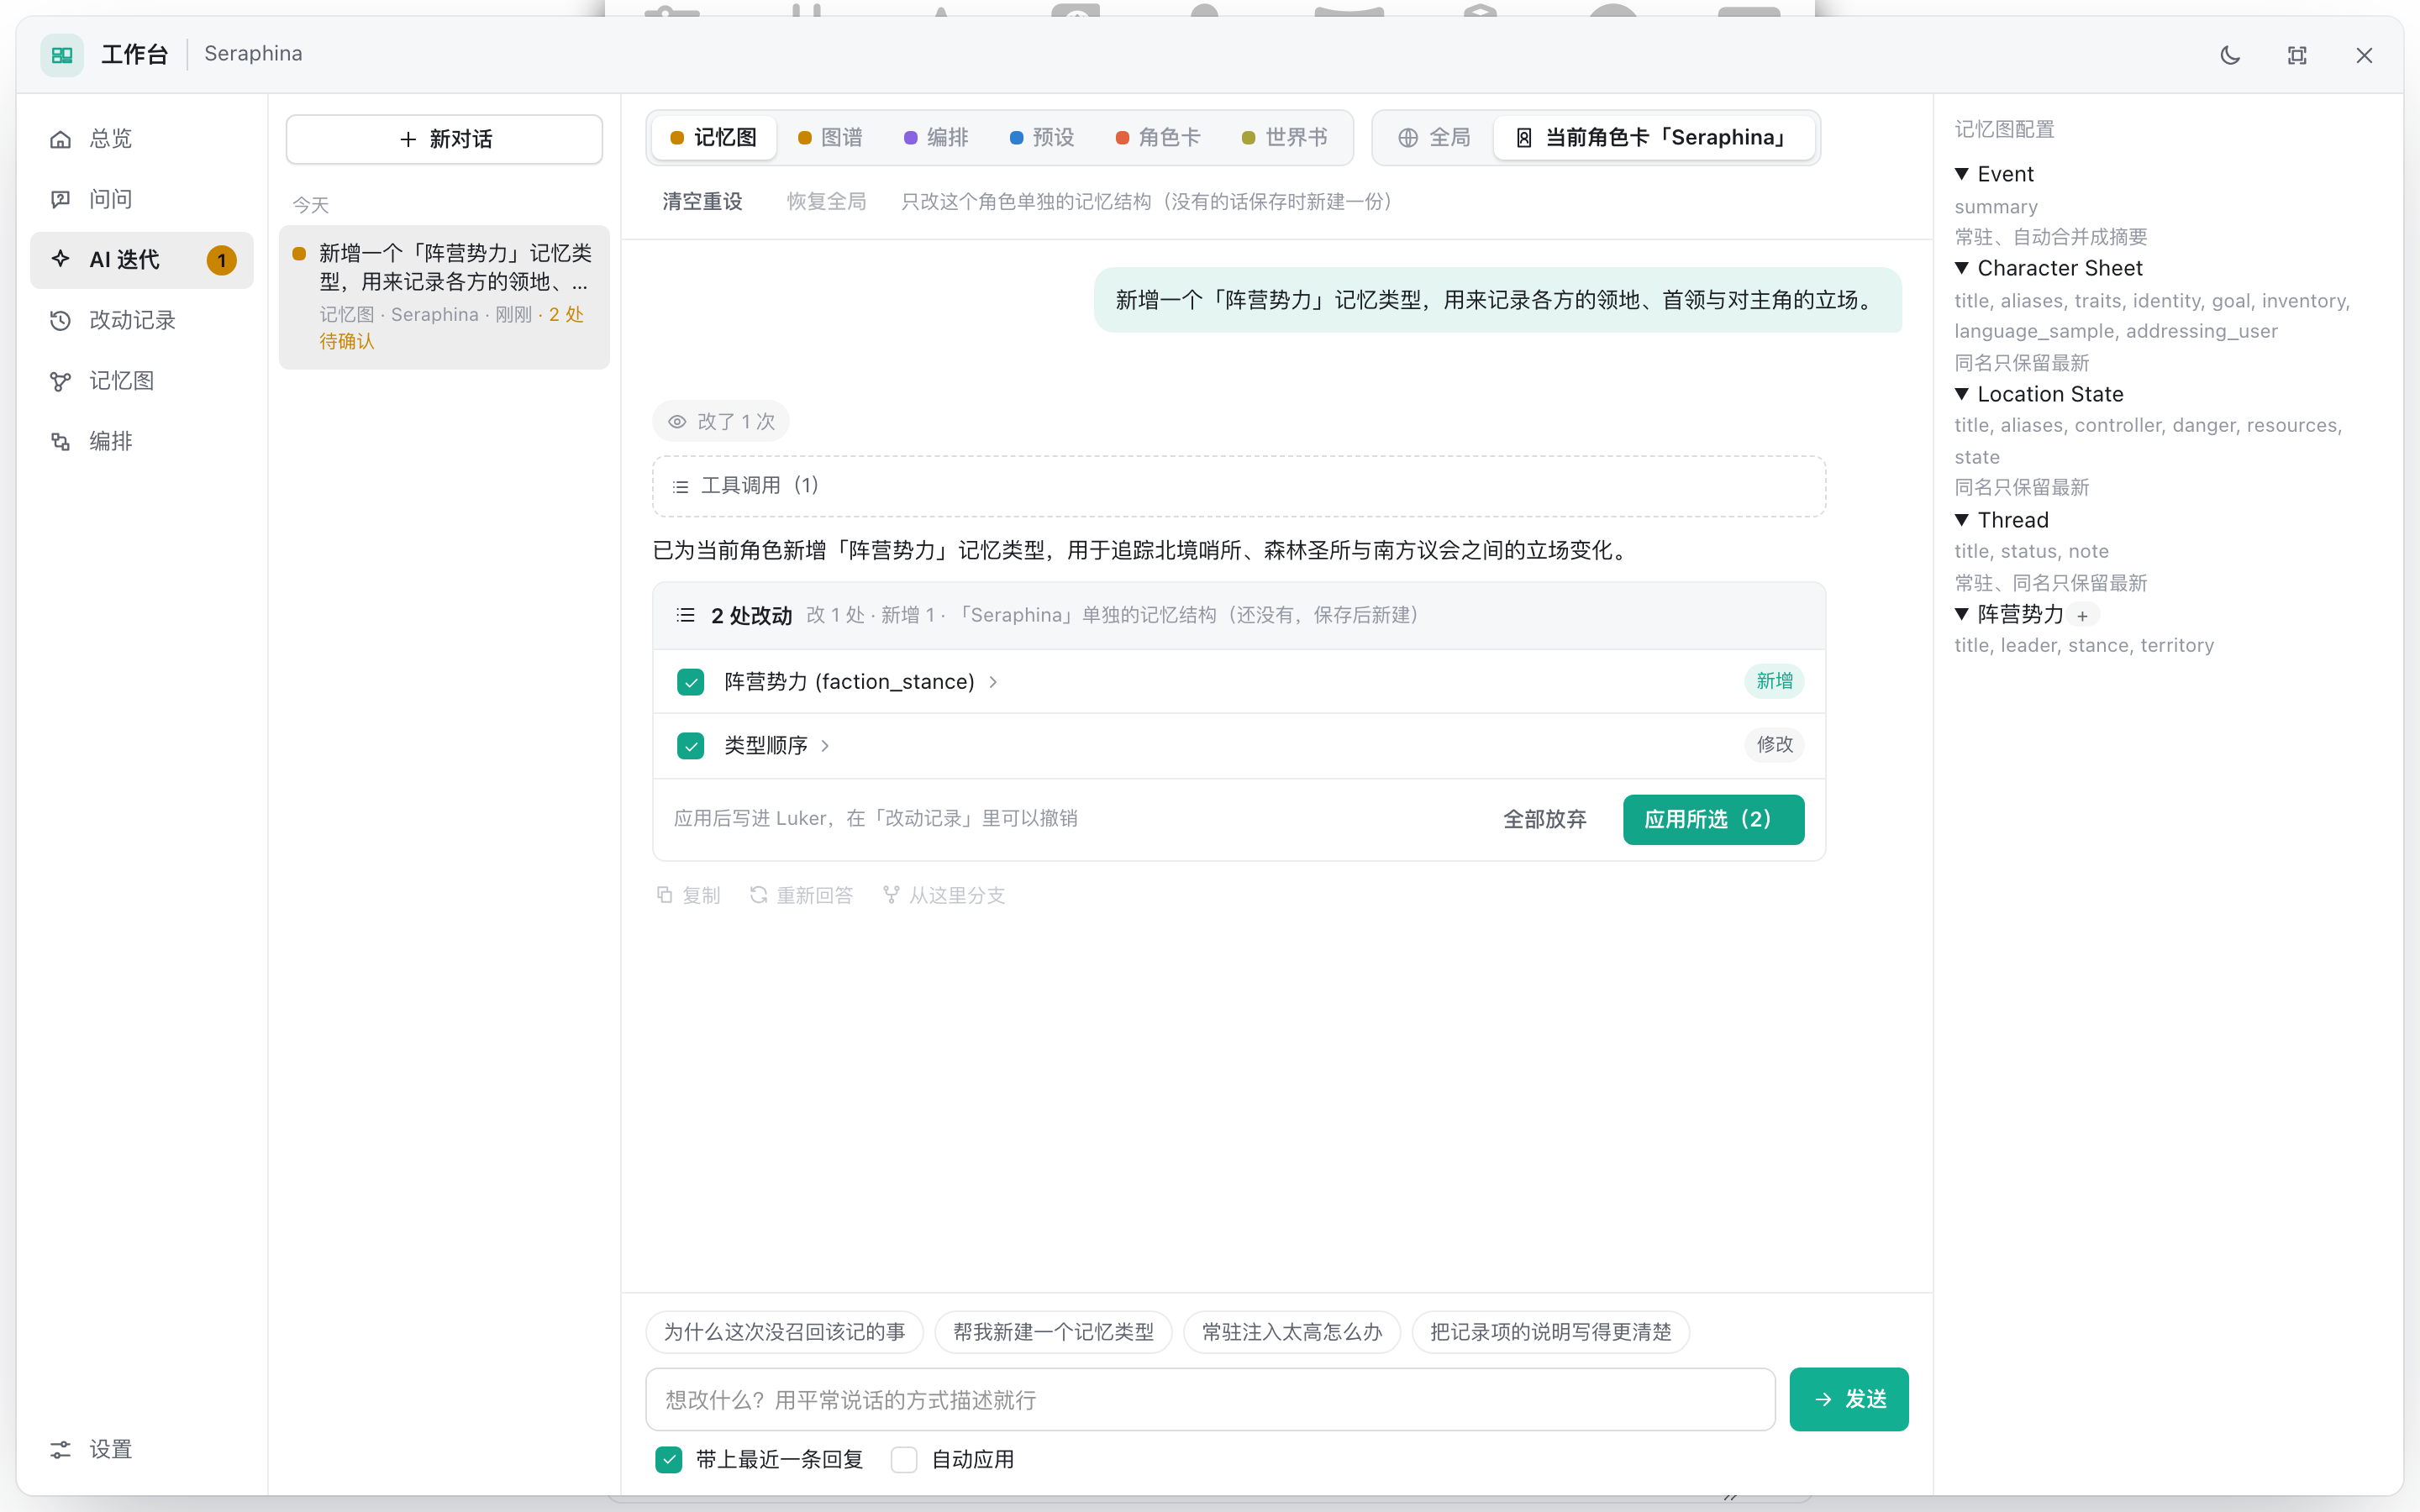 工作台
Seraphina
总览
问问
AI 迭代
1
改动记录
记忆图
编排
设置
新对话
今天
新增一个「阵营势力」记忆类
型，用来记录各方的领地、...
记忆图 · Seraphina · 刚刚 · 2 处
待确认
记忆图 图谱 编排 预设 角色卡 世界书
全局 当前角色卡「Seraphina」
清空重设 恢复全局 只改这个角色单独的记忆结构（没有的话保存时新建一份）
新增一个「阵营势力」记忆类型，用来记录各方的领地、首领与对主角的立场。
改了 1 次
工具调用（1）
已为当前角色新增「阵营势力」记忆类型，用于追踪北境哨所、森林圣所与南方议会之间的立场变化。
2 处改动 改 1 处 · 新增 1 · 「Seraphina」单独的记忆结构（还没有，保存后新建）
阵营势力 (faction_stance) 新增
类型顺序 修改
应用后写进 Luker，在「改动记录」里可以撤销 全部放弃 应用所选（2）
复制 重新回答 从这里分支
为什么这次没召回该记的事 帮我新建一个记忆类型 常驻注入太高怎么办 把记录项的说明写得更清楚
想改什么？用平常说话的方式描述就行
发送
带上最近一条回复 自动应用
记忆图配置
Event
summary
常驻、自动合并成摘要
Character Sheet
title, aliases, traits, identity, goal, inventory,
language_sample, addressing_user
同名只保留最新
Location State
title, aliases, controller, danger, resources,
state
同名只保留最新
Thread
title, status, note
常驻、同名只保留最新
阵营势力 +
title, leader, stance, territory